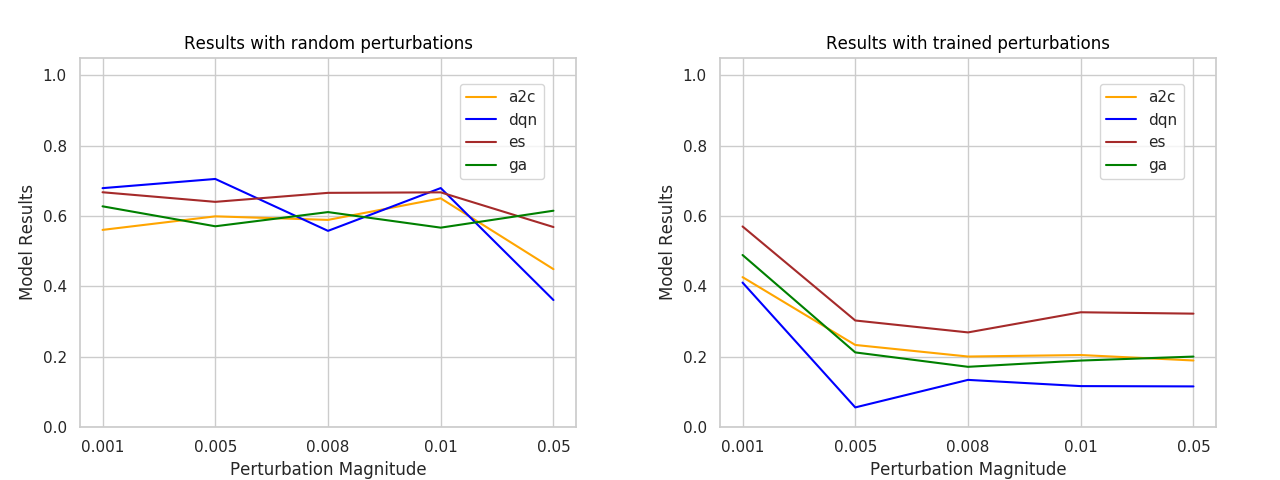 Results with random perturbations
1.0
0.8
0.6
0.4
0.2
0.0
Model Results
0.001 0.005 0.008 0.01 0.05
Perturbation Magnitude
a2c
dqn
es
ga
Results with trained perturbations
1.0
0.8
0.6
0.4
0.2
0.0
Model Results
0.001 0.005 0.008 0.01 0.05
Perturbation Magnitude
a2c
dqn
es
ga